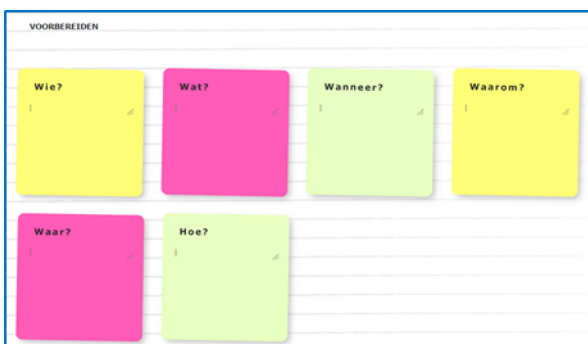 VOORBEREIDEN
Wie?
Wat?
Wanneer?
Waarom?
Waar?
Hoe?